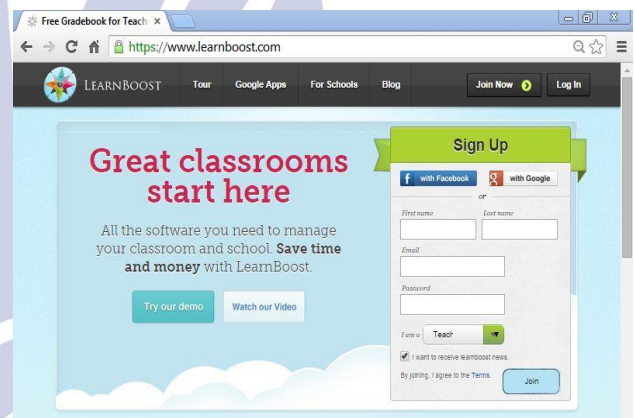 Free Gradebook for Teach
https://www.learnboost.com
LEARNBOOST Tour Google Apps For Schools Blog Join Now Log In
Great classrooms
start here
All the software you need to manage
your classroom and school. Save time
and money with LearnBoost.
Try our demo Watch our Video
Sign Up
f with Facebook g with Google
or
First name Last name
Email
Password
I am a Teach
I want to receive learnboost news.
By joining, I agree to the Terms. Join